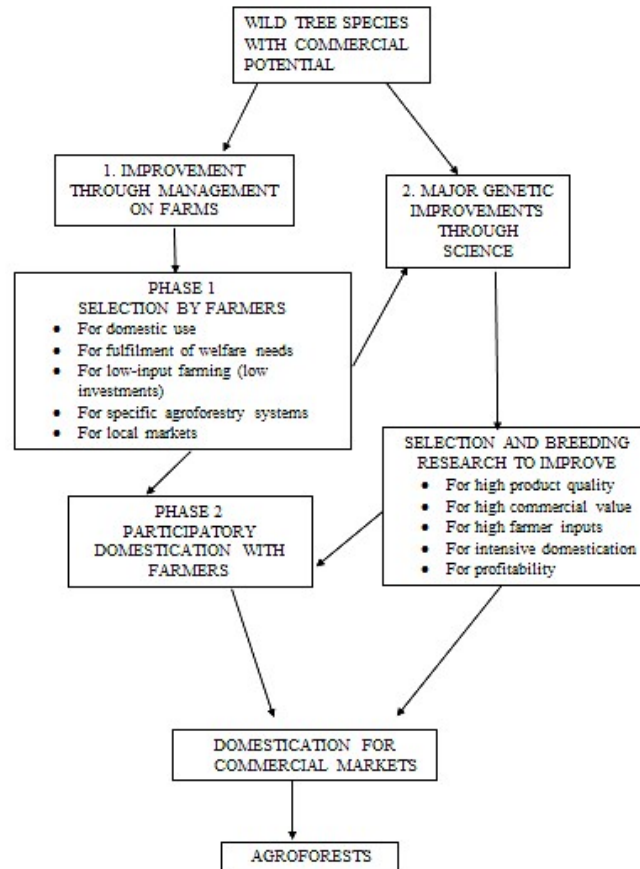 WILD TREE SPECIES
WITH COMMERCIAL
POTENTIAL
1. IMPROVEMENT
THROUGH MANAGEMENT
ON FARMS
2. MAJOR GENETIC
IMPROVEMENTS
THROUGH
SCIENCE
PHASE 1
SELECTION BY FARMERS
• For domestic use
• For fulfilment of welfare needs
• For low-input farming (low
investments)
• For specific agroforestry systems
• For local markets
SELECTION AND BREEDING
RESEARCH TO IMPROVE
• For high product quality
• For high commercial value
• For high farmer inputs
• For intensive domestication
• For profitability
PHASE 2
PARTICIPATORY
DOMESTICATION WITH
FARMERS
DOMESTICATION FOR
COMMERCIAL MARKETS
AGROFORESTS